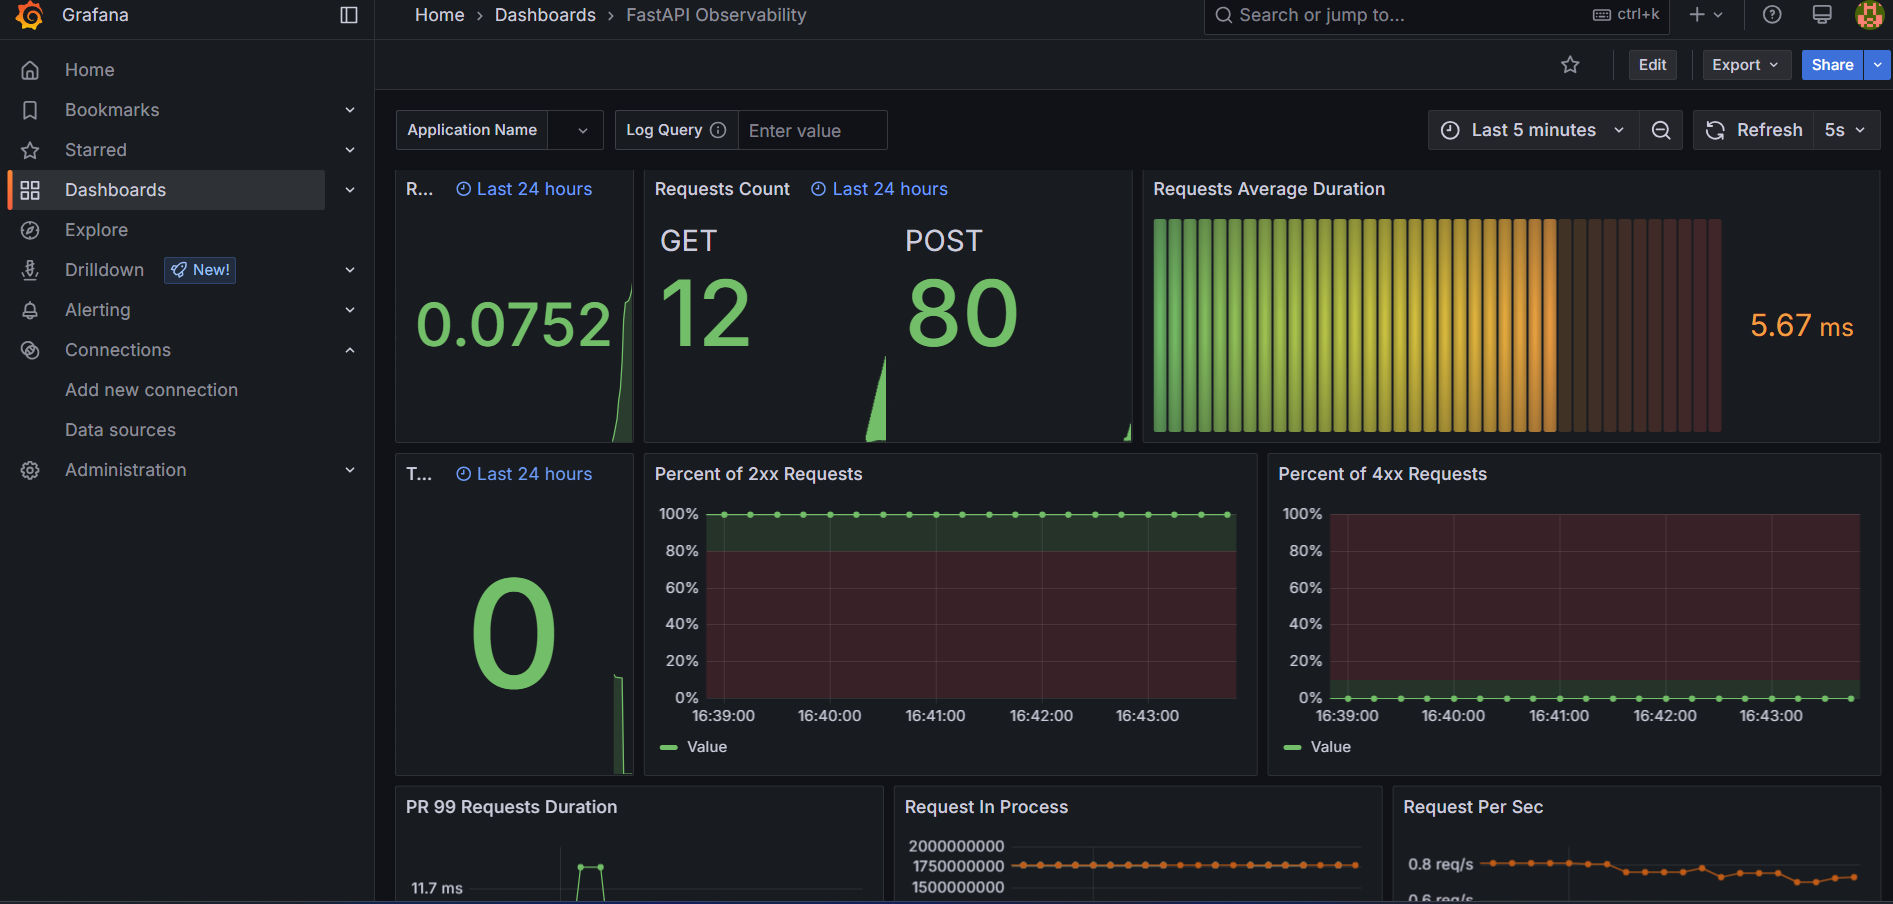 Grafana
Home › Dashboards › FastAPI Observability
Search or jump to...
ctrl+k
Edit
Export
Share
Home
Bookmarks
Starred
Dashboards
Explore
Drilldown
New!
Alerting
Connections
Add new connection
Data sources
Administration
Application Name
Log Query
Enter value
Last 5 minutes
Refresh
5s
R...
Last 24 hours
0.0752
Requests Count
Last 24 hours
GET
12
POST
80
Requests Average Duration
5.67 ms
T...
Last 24 hours
0
Percent of 2xx Requests
100%
80%
60%
40%
20%
0%
16:39:00
16:40:00
16:41:00
16:42:00
16:43:00
Value
Percent of 4xx Requests
100%
80%
60%
40%
20%
0%
16:39:00
16:40:00
16:41:00
16:42:00
16:43:00
Value
PR 99 Requests Duration
11.7 ms
Request In Process
2000000000
1750000000
1500000000
Request Per Sec
0.8 req/s
0.6 req/s